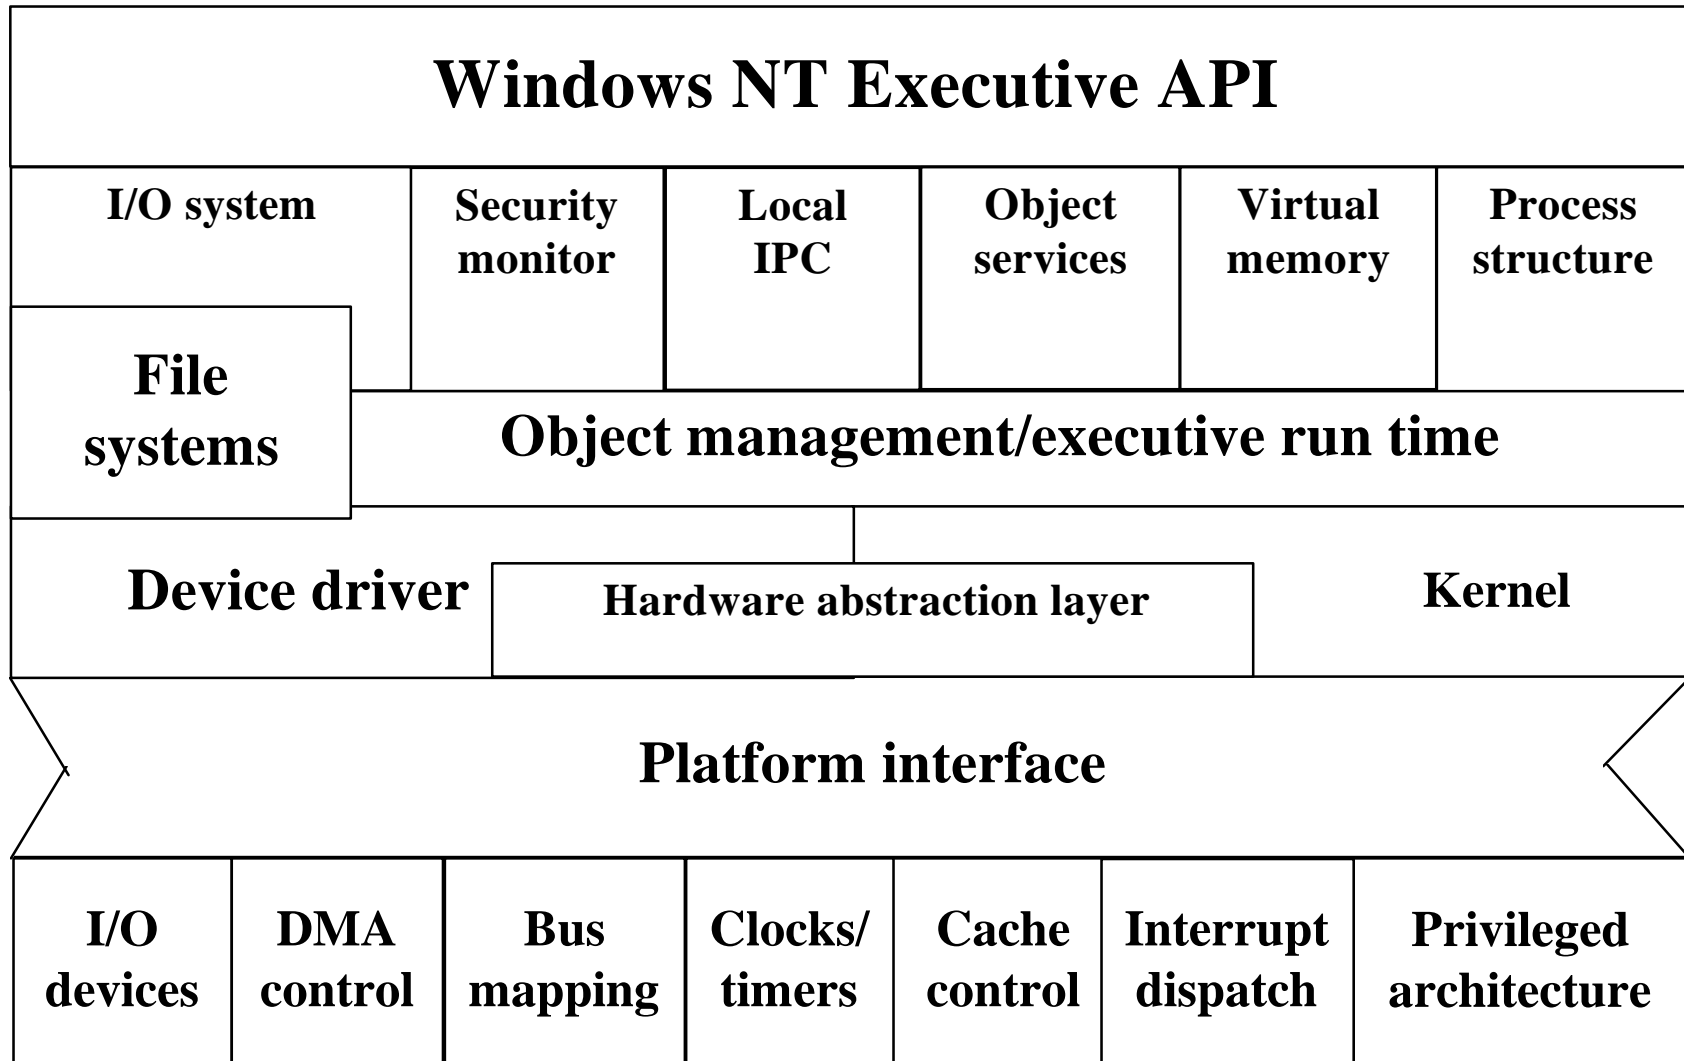 Windows NT Executive API
I/O system
Security
monitor
Local
IPC
Object
services
Virtual
memory
Process
structure
File
systems
Object management/executive run time
Device driver
Hardware abstraction layer
Kernel
Platform interface
I/O
devices
DMA
control
Bus
mapping
Clocks/
timers
Cache
control
Interrupt
dispatch
Privileged
architecture